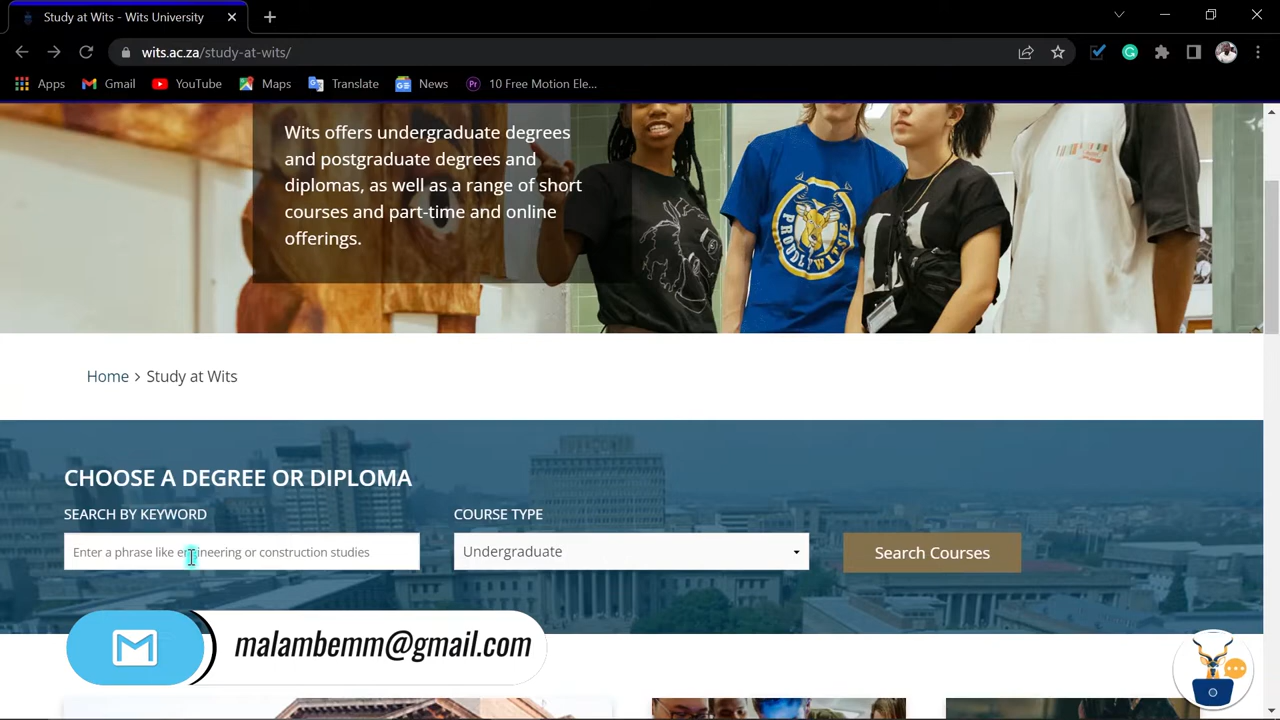 Study at Wits - Wits University
wits.ac.za/study-at-wits/
Apps
Gmail
YouTube
Maps
Translate
News
Pr
10 Free Motion Ele...
Wits offers undergraduate degrees
and postgraduate degrees and
diplomas, as well as a range of short
courses and part-time and online
offerings.
PROUDLY WITSIE
Home > Study at Wits
CHOOSE A DEGREE OR DIPLOMA
SEARCH BY KEYWORD
COURSE TYPE
Enter a phrase like engineering or construction studies
Undergraduate
Search Courses
malambemm@gmail.com